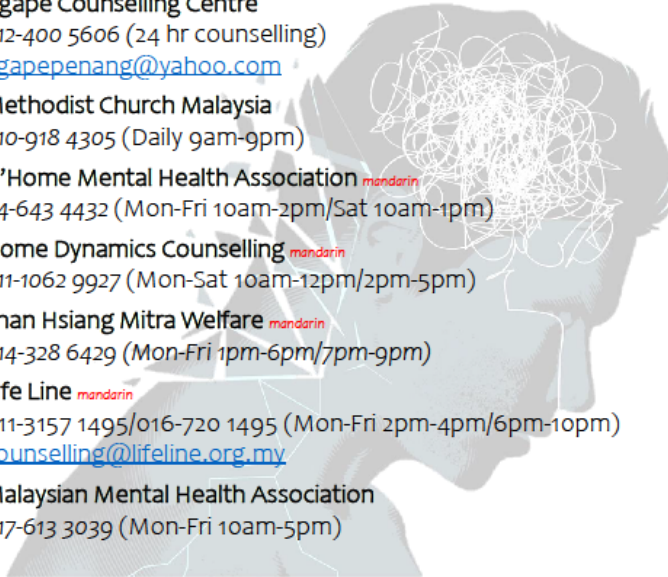 gape Counselling Centre
12-400 5606 (24 hr counselling)
gapepenang@yahoo.com
Methodist Church Malaysia
10-918 4305 (Daily 9am-9pm)
'Home Mental Health Association mandarin
4-643 4432 (Mon-Fri 10am-2pm/Sat 10am-1pm)
ome Dynamics Counselling mandarin
11-1062 9927 (Mon-Sat 10am-12pm/2pm-5pm)
han Hsiang Mitra Welfare mandarin
14-328 6429 (Mon-Fri 1pm-6pm/7pm-9pm)
ife Line mandarin
11-3157 1495/016-720 1495 (Mon-Fri 2pm-4pm/6pm-10pm)
ounselling@lifeline.org.my
Malaysian Mental Health Association
17-613 3039 (Mon-Fri 10am-5pm)